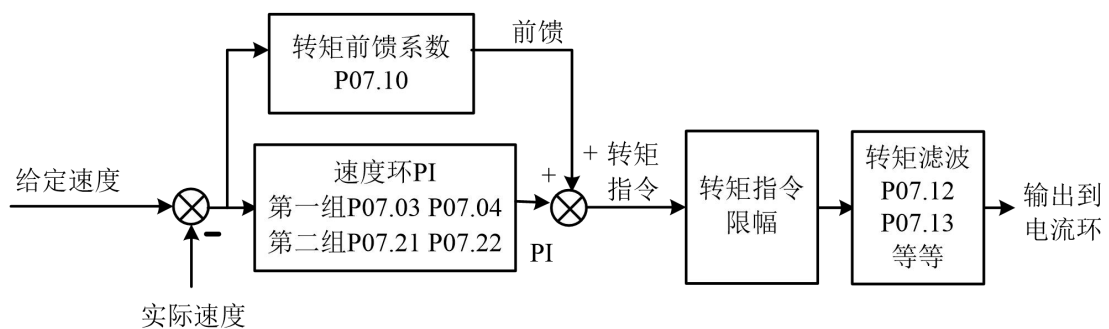 转矩前馈系数
P07.10
前馈
给定速度
速度环PI
第一组P07.03 P07.04
第二组P07.21 P07.22
PI
实际速度
+
+ 转矩
指令
转矩指令
限幅
转矩滤波
P07.12
P07.13
等等
输出到
电流环